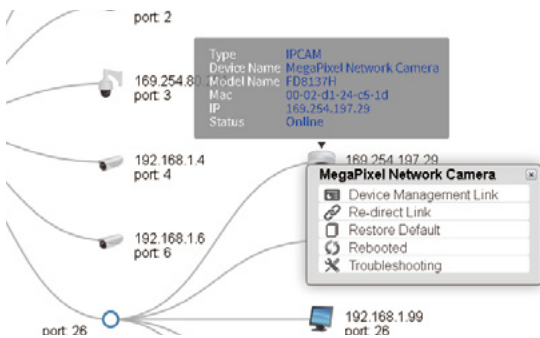 port: 2
Type IPCAM
Device Name MegaPixel Network Camera
Model Name FD8137H
Mac 00-02-d1-24-c5-1d
IP 169.254.197.29
Status Online
169.254.80.
port: 3
192.168.1.4
port: 4
169.254.197.29
MegaPixel Network Camera
Device Management Link
Re-direct Link
Restore Default
Rebooted
Troubleshooting
192.168.1.6
port: 6
port: 26
192.168.1.99
port: 26